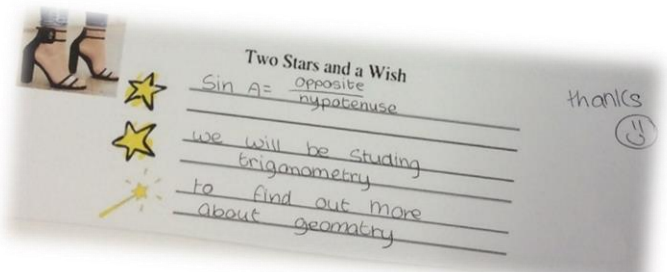 Two Stars and a Wish
Sin A = opposite
hypotenuse
thanks
we will be studing
trigonometry
to find out more
about geomatry